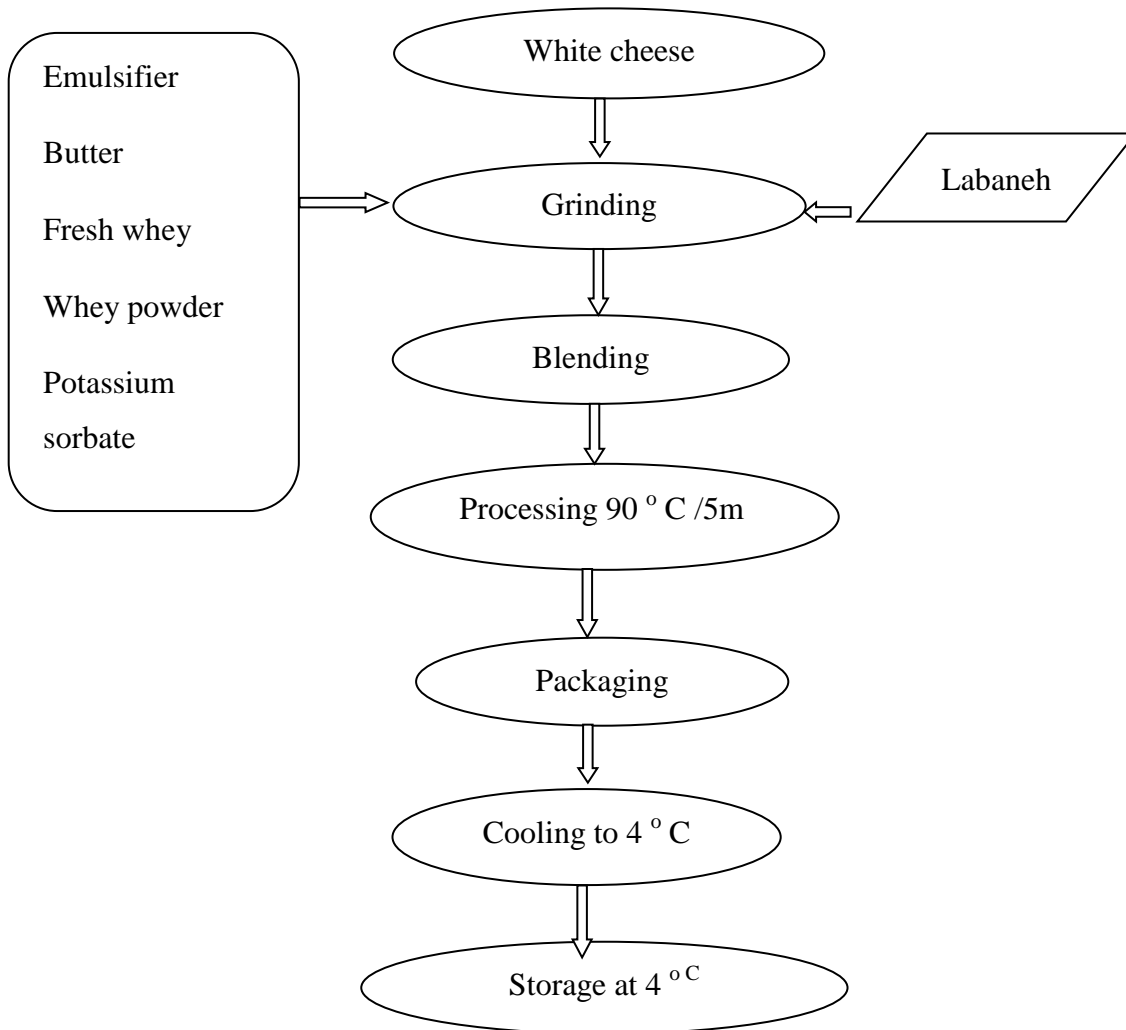 White cheese
Emulsifier
Butter
Fresh whey
Whey powder
Potassium
sorbate
Grinding
Labaneh
Blending
Processing 90 ° C /5m
Packaging
Cooling to 4 ° C
Storage at 4 ° C